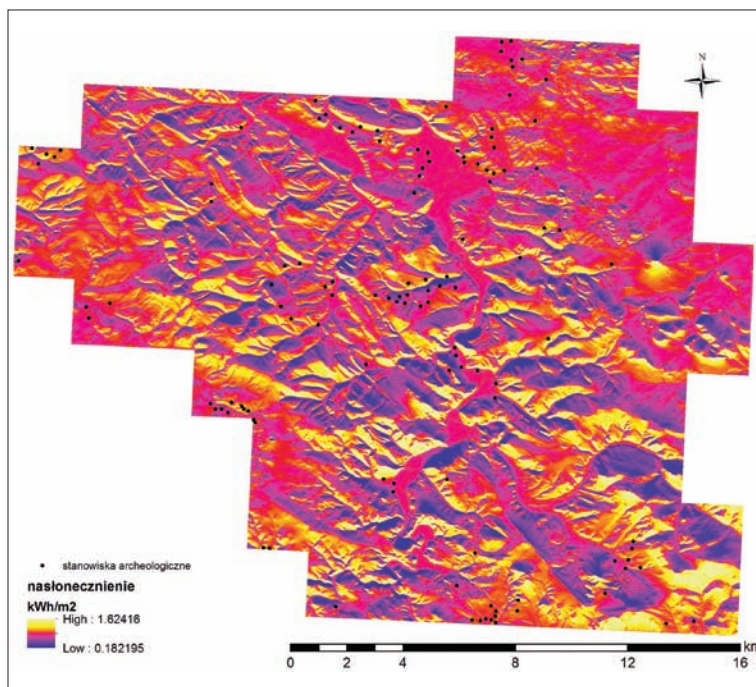 N
stanowiska archeologiczne
nasłonecznienie
kWh/m2
High : 1.62416
Low : 0.182195
km
0 2 4 8 12 16